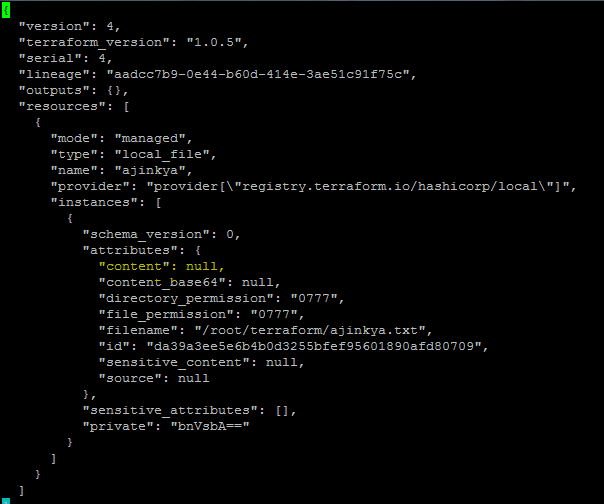 {
  "version": 4,
  "terraform_version": "1.0.5",
  "serial": 4,
  "lineage": "aadcc7b9-0e44-b60d-414e-3ae51c91f75c",
  "outputs": {},
  "resources": [
    {
      "mode": "managed",
      "type": "local_file",
      "name": "ajinkya",
      "provider": "provider[\"registry.terraform.io/hashicorp/local\"]",
      "instances": [
        {
          "schema_version": 0,
          "attributes": {
            "content": null,
            "content_base64": null,
            "directory_permission": "0777",
            "file_permission": "0777",
            "filename": "/root/terraform/ajinkya.txt",
            "id": "da39a3ee5e6b4b0d3255bfef95601890afd80709",
            "sensitive_content": null,
            "source": null
          },
          "sensitive_attributes": [],
          "private": "bnVsbA=="
        }
      ]
    }
  ]